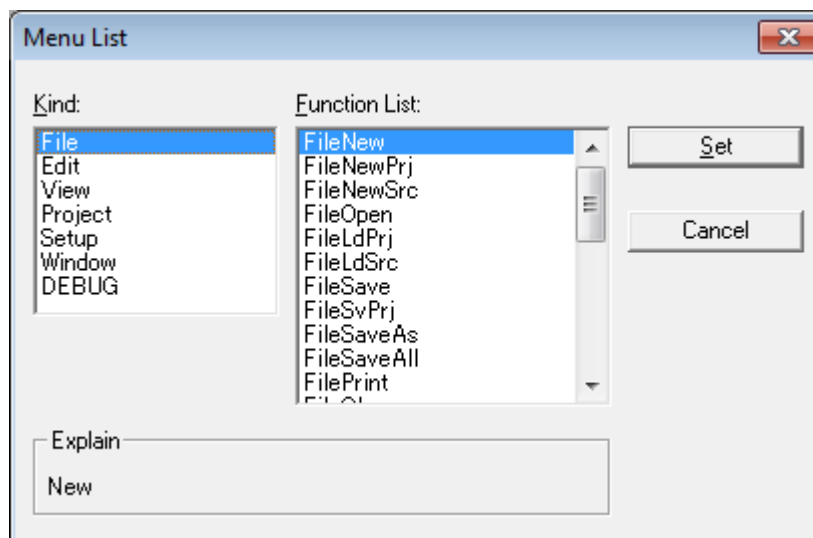 Menu List
Kind:
File
Edit
View
Project
Setup
Window
DEBUG
Function List:
FileNew
FileNewPrj
FileNewSrc
FileOpen
FileLdPrj
FileLdSrc
FileSave
FileSvPrj
FileSaveAs
FileSaveAll
FilePrint
Set
Cancel
Explain
New